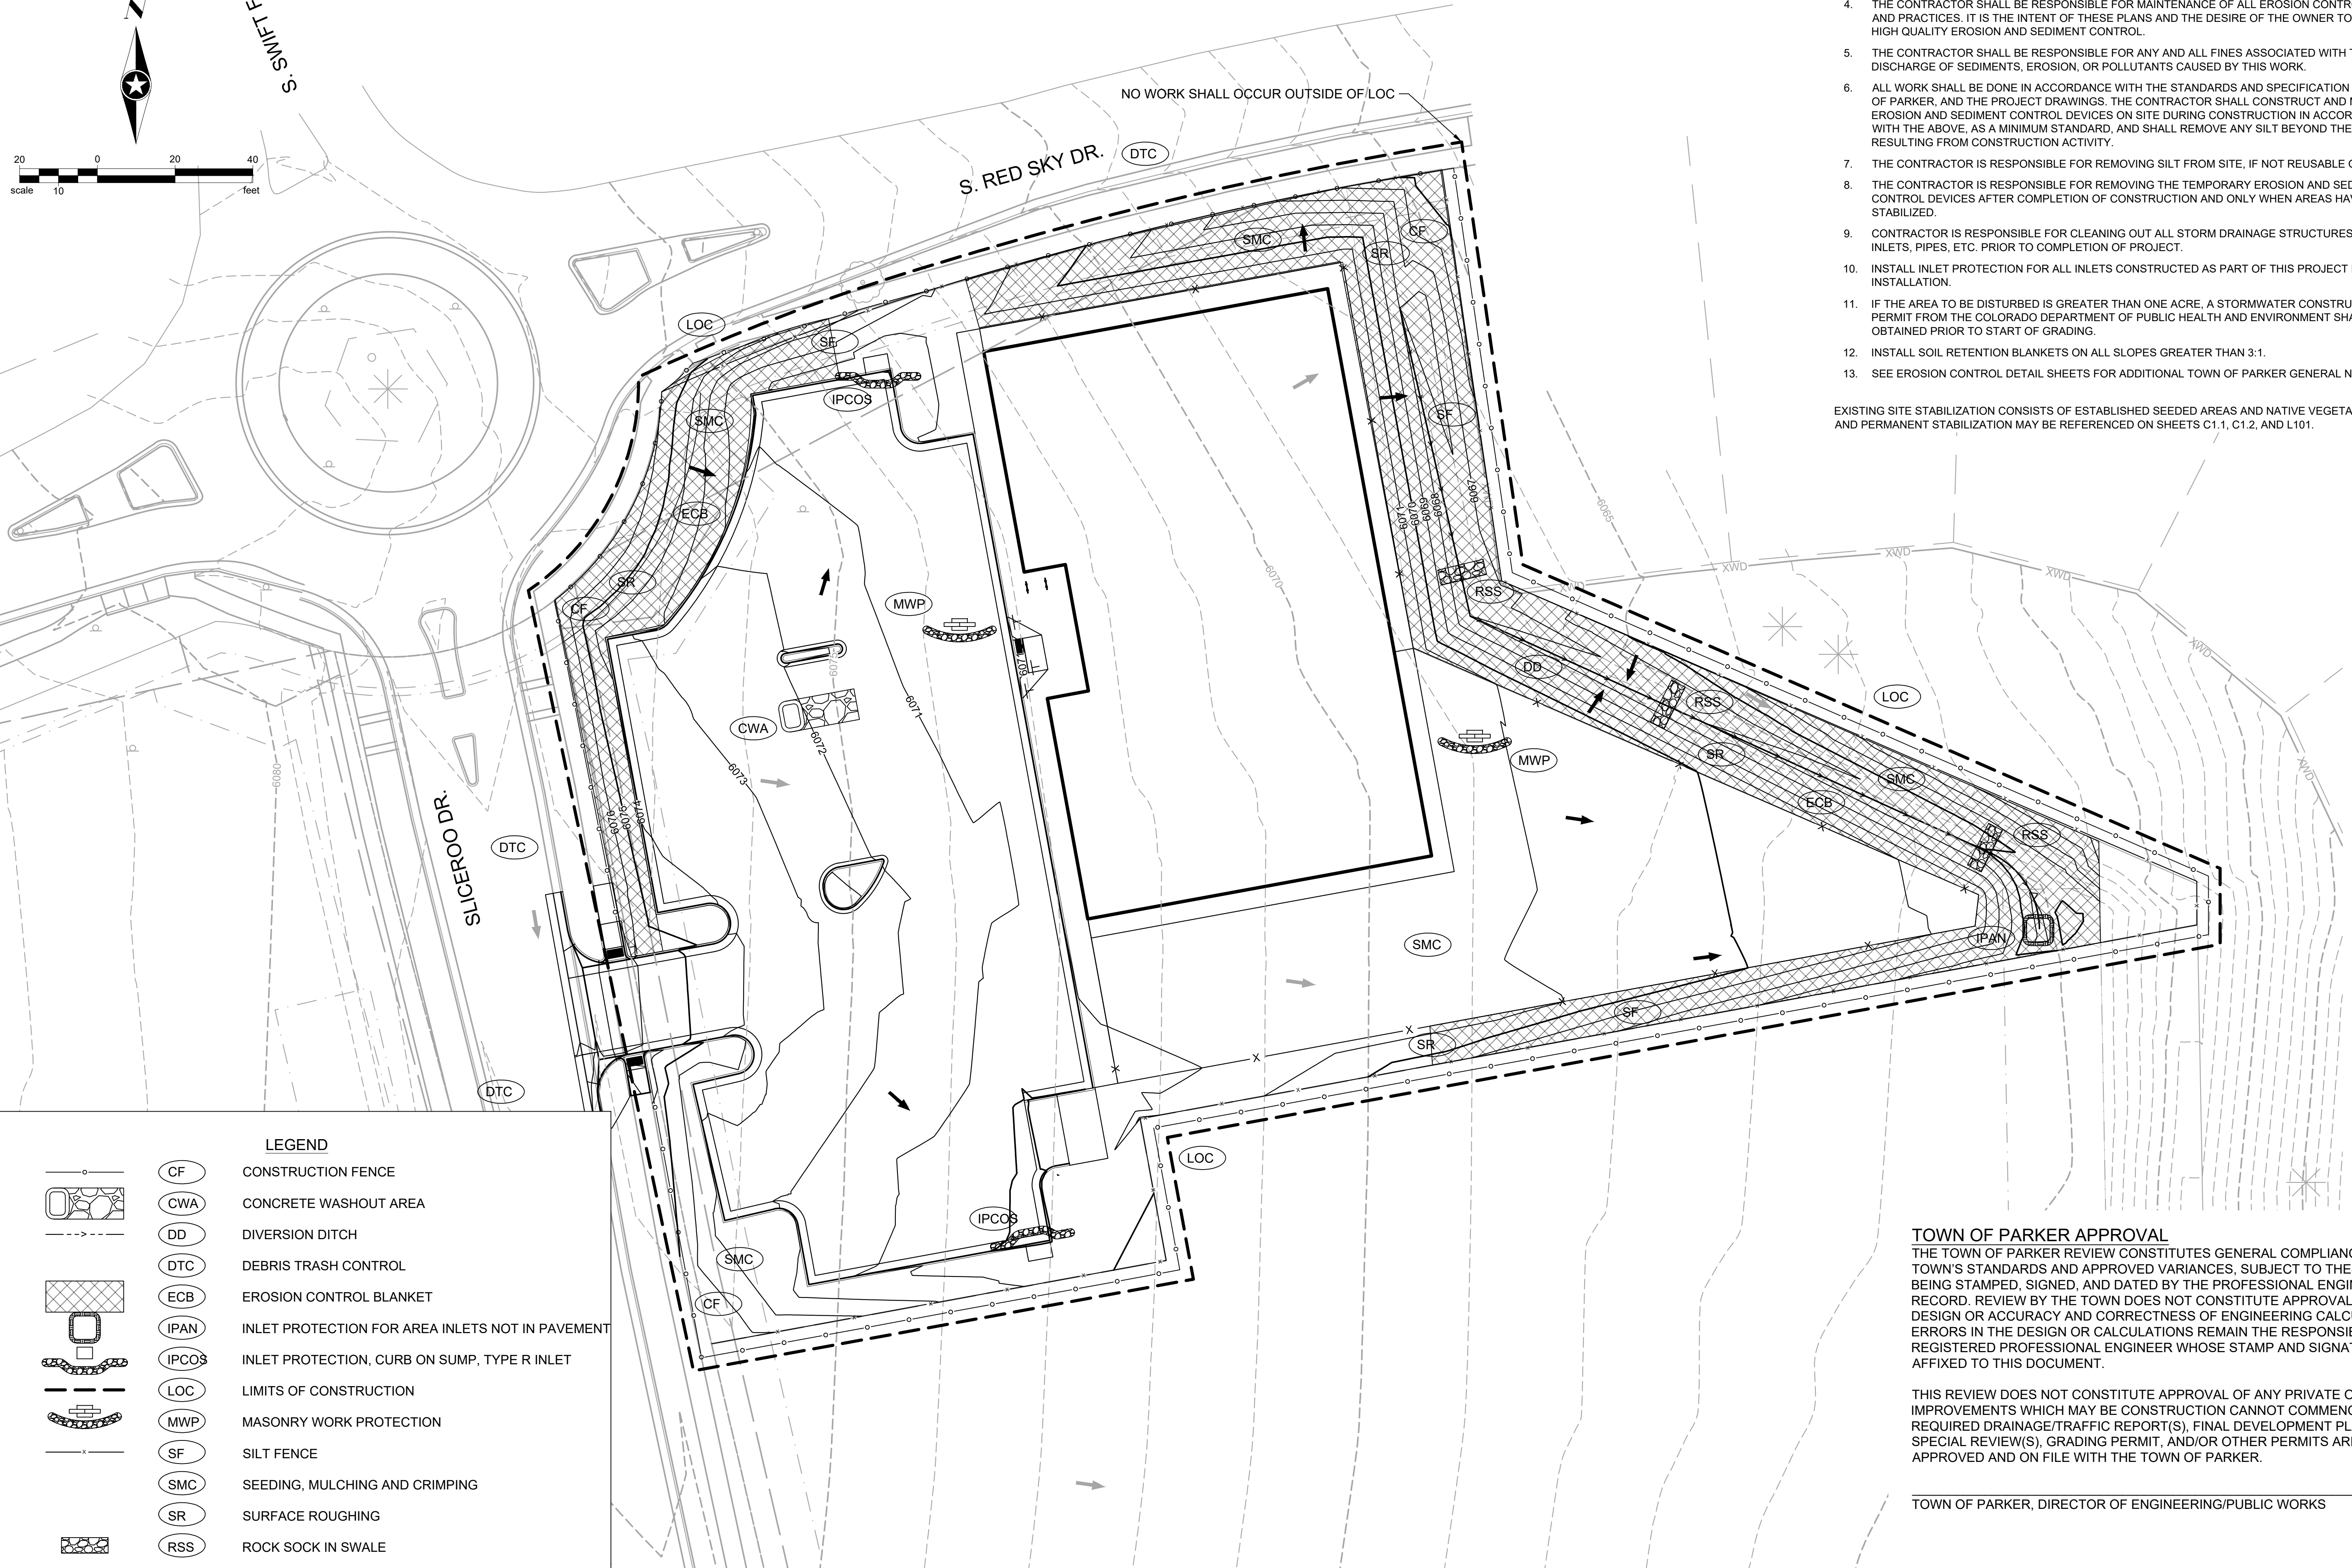 N
S. SWIFT
20 0 20 40
scale 10 feet
4. THE CONTRACTOR SHALL BE RESPONSIBLE FOR MAINTENANCE OF ALL EROSION
AND PRACTICES. IT IS THE INTENT OF THESE PLANS AND THE DESIRE OF THE OWNER TO
HIGH QUALITY EROSION AND SEDIMENT CONTROL.
5. THE CONTRACTOR SHALL BE RESPONSIBLE FOR ANY AND ALL FINES ASSOCIATED WITH
DISCHARGE OF SEDIMENTS, EROSION, OR POLLUTANTS CAUSED BY THIS WORK.
6. ALL WORK SHALL BE DONE IN ACCORDANCE WITH THE STANDARDS AND SPECIFICATION
OF PARKER, AND THE PROJECT DRAWINGS. THE CONTRACTOR SHALL CONSTRUCT AND
EROSION AND SEDIMENT CONTROL DEVICES ON SITE DURING CONSTRUCTION IN
WITH THE ABOVE, AS A MINIMUM STANDARD, AND SHALL REMOVE ANY SILT BEYOND THE
RESULTING FROM CONSTRUCTION ACTIVITY.
7. THE CONTRACTOR IS RESPONSIBLE FOR REMOVING SILT FROM SITE, IF NOT REUSABLE
8. THE CONTRACTOR IS RESPONSIBLE FOR REMOVING THE TEMPORARY EROSION AND
CONTROL DEVICES AFTER COMPLETION OF CONSTRUCTION AND ONLY WHEN AREAS
STABILIZED.
9. CONTRACTOR IS RESPONSIBLE FOR CLEANING OUT ALL STORM DRAINAGE STRUCTURES
INLETS, PIPES, ETC. PRIOR TO COMPLETION OF PROJECT.
10. INSTALL INLET PROTECTION FOR ALL INLETS CONSTRUCTED AS PART OF THIS PROJECT
INSTALLATION.
11. IF THE AREA TO BE DISTURBED IS GREATER THAN ONE ACRE, A STORMWATER
PERMIT FROM THE COLORADO DEPARTMENT OF PUBLIC HEALTH AND ENVIRONMENT
OBTAINED PRIOR TO START OF GRADING.
12. INSTALL SOIL RETENTION BLANKETS ON ALL SLOPES GREATER THAN 3:1.
13. SEE EROSION CONTROL DETAIL SHEETS FOR ADDITIONAL TOWN OF PARKER GENERAL
EXISTING SITE STABILIZATION CONSISTS OF ESTABLISHED SEEDED AREAS AND NATIVE
AND PERMANENT STABILIZATION MAY BE REFERENCED ON SHEETS C1.1, C1.2, AND L101.
NO WORK SHALL OCCUR OUTSIDE OF LOC
S. RED SKY DR.
DTC
CF
SMC
SR
LOC
SF
IPCOS
SMC
SF
ECB
6071
6070
6069
6068
6067
6065
XWD
XWD
XWD
XWD
XWD
XWD
6070
SR
CF
MWP
RSS
6075
6071
6071
DD
RSS
LOC
CWA
6072
6073
MWP
SR
SMC
ECB
6080
6076
6075
6074
SLICEROO DR.
DTC
RSS
SMC
IPAN
SF
SR
DTC
LOC
IPCOS
SMC
CF
LEGEND
CF CONSTRUCTION FENCE
CWA CONCRETE WASHOUT AREA
DD DIVERSION DITCH
DTC DEBRIS TRASH CONTROL
ECB EROSION CONTROL BLANKET
IPAN INLET PROTECTION FOR AREA INLETS NOT IN PAVEMENT
IPCOS INLET PROTECTION, CURB ON SUMP, TYPE R INLET
LOC LIMITS OF CONSTRUCTION
MWP MASONRY WORK PROTECTION
SF SILT FENCE
SMC SEEDING, MULCHING AND CRIMPING
SR SURFACE ROUGHING
RSS ROCK SOCK IN SWALE
TOWN OF PARKER APPROVAL
THE TOWN OF PARKER REVIEW CONSTITUTES GENERAL
TOWN'S STANDARDS AND APPROVED VARIANCES, SUBJECT TO THE
BEING STAMPED, SIGNED, AND DATED BY THE PROFESSIONAL
RECORD. REVIEW BY THE TOWN DOES NOT CONSTITUTE APPROVAL
DESIGN OR ACCURACY AND CORRECTNESS OF ENGINEERING
ERRORS IN THE DESIGN OR CALCULATIONS REMAIN THE
REGISTERED PROFESSIONAL ENGINEER WHOSE STAMP AND
AFFIXED TO THIS DOCUMENT.
THIS REVIEW DOES NOT CONSTITUTE APPROVAL OF ANY PRIVATE
IMPROVEMENTS WHICH MAY BE CONSTRUCTION CANNOT
REQUIRED DRAINAGE/TRAFFIC REPORT(S), FINAL DEVELOPMENT
SPECIAL REVIEW(S), GRADING PERMIT, AND/OR OTHER PERMITS
APPROVED AND ON FILE WITH THE TOWN OF PARKER.
TOWN OF PARKER, DIRECTOR OF ENGINEERING/PUBLIC WORKS